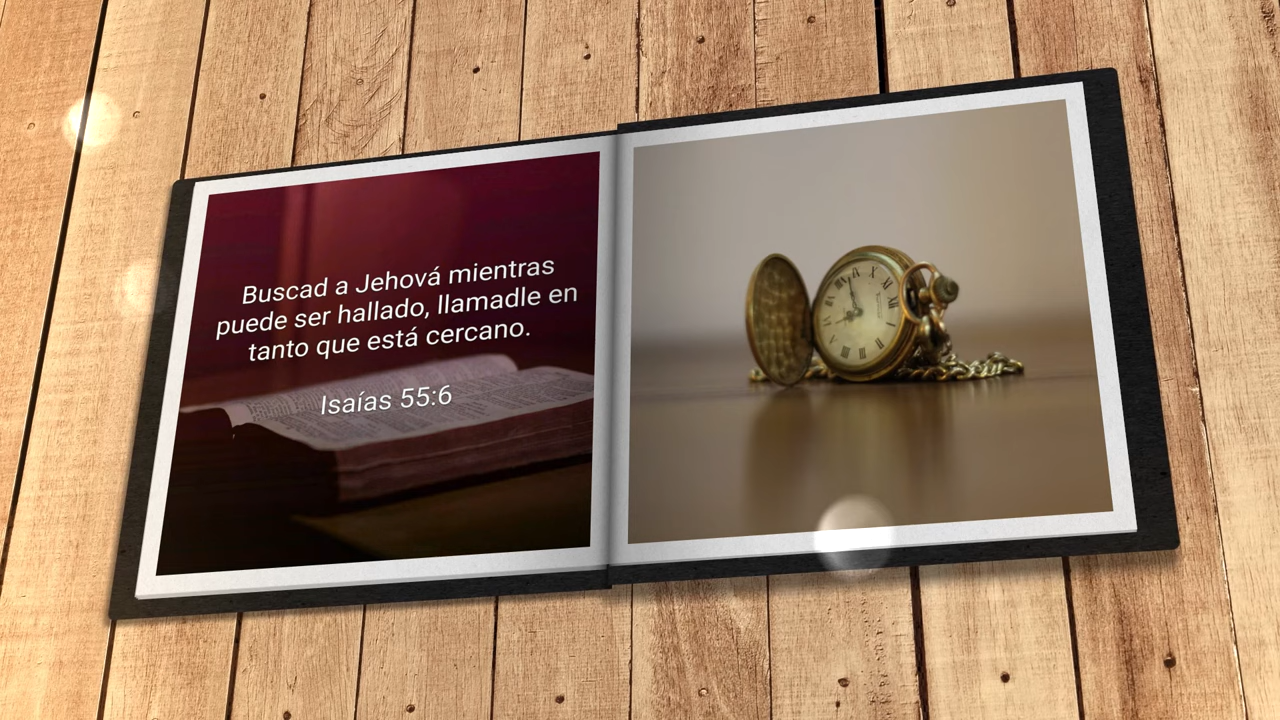 Buscad a Jehová mientras
puede ser hallado, llamadle en
tanto que está cercano.
Isaías 55:6